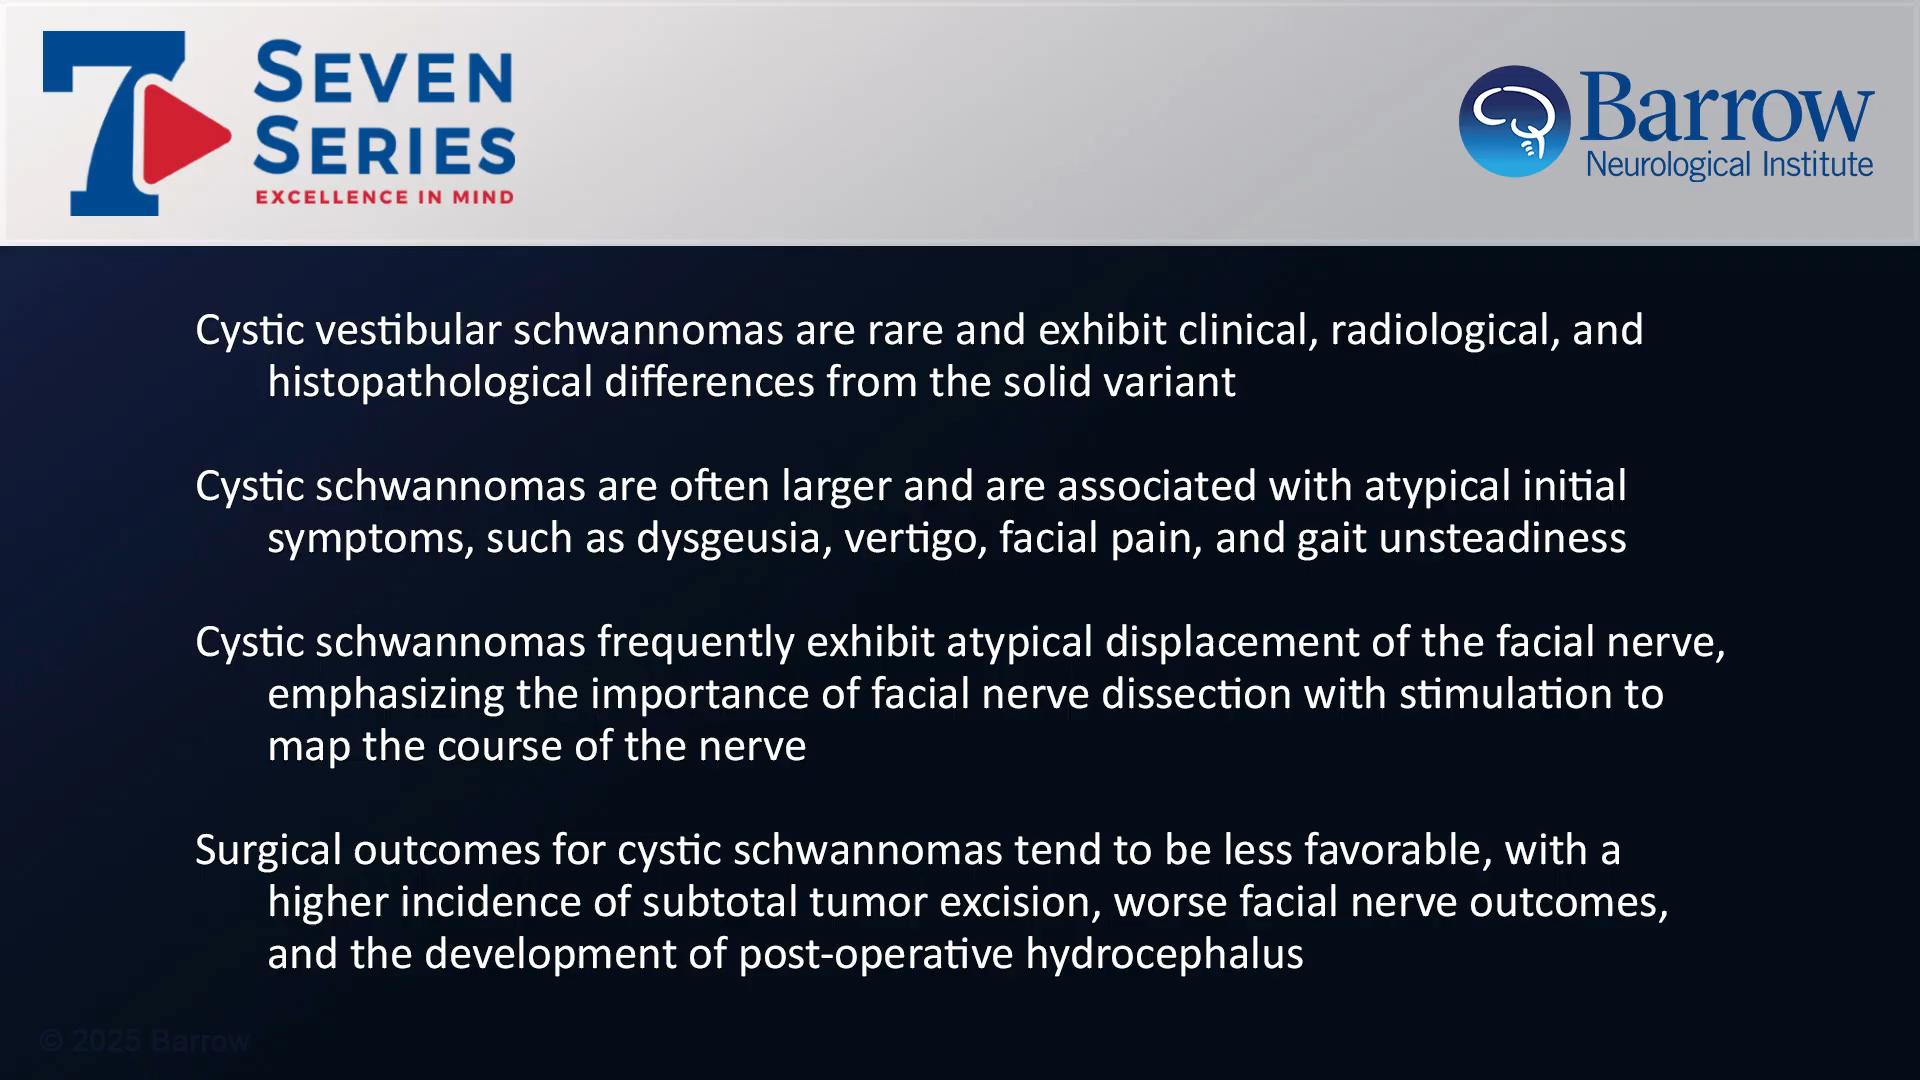 7
SEVEN
SERIES
EXCELLENCE IN MIND
Barrow
Neurological Institute
Cystic vestibular schwannomas are rare and exhibit clinical, radiological, and
histopathological differences from the solid variant
Cystic schwannomas are often larger and are associated with atypical initial
symptoms, such as dysgeusia, vertigo, facial pain, and gait unsteadiness
Cystic schwannomas frequently exhibit atypical displacement of the facial nerve,
emphasizing the importance of facial nerve dissection with stimulation to
map the course of the nerve
Surgical outcomes for cystic schwannomas tend to be less favorable, with a
higher incidence of subtotal tumor excision, worse facial nerve outcomes,
and the development of post-operative hydrocephalus
© 2025 Barrow